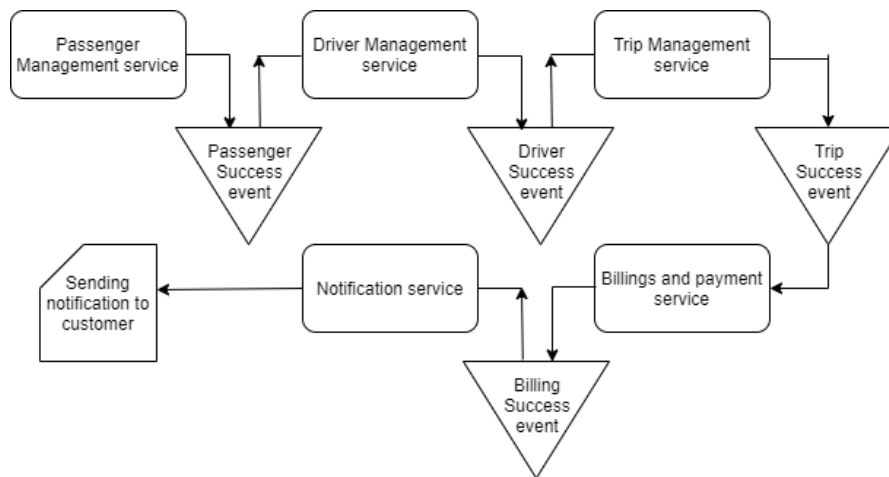 Passenger
Management service
Driver Management
service
Trip Management
service
Passenger
Success
event
Driver
Success
event
Trip
Success
event
Sending
notification to
customer
Notification service
Billings and payment
service
Billing
Success
event